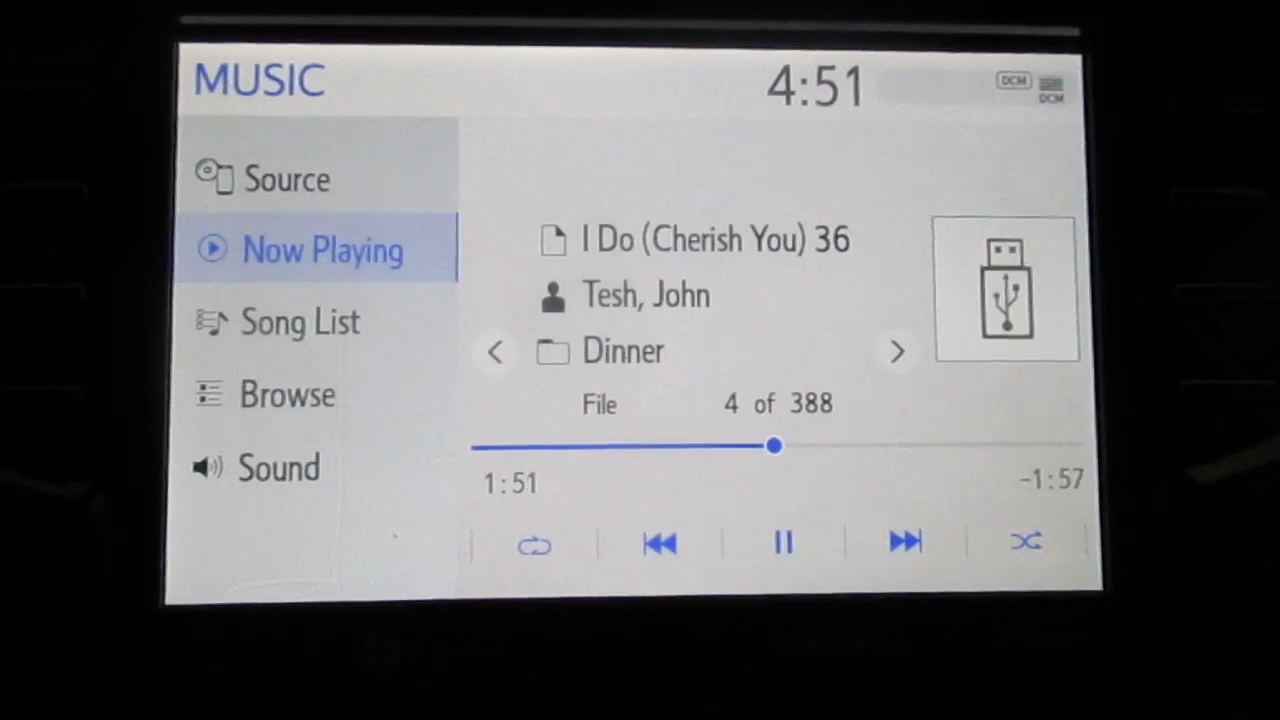 MUSIC
4:51
DCM
DCM
Source
Now Playing
Song List
Browse
Sound
I Do (Cherish You) 36
Tesh, John
Dinner
File 4 of 388
1:51
-1:57